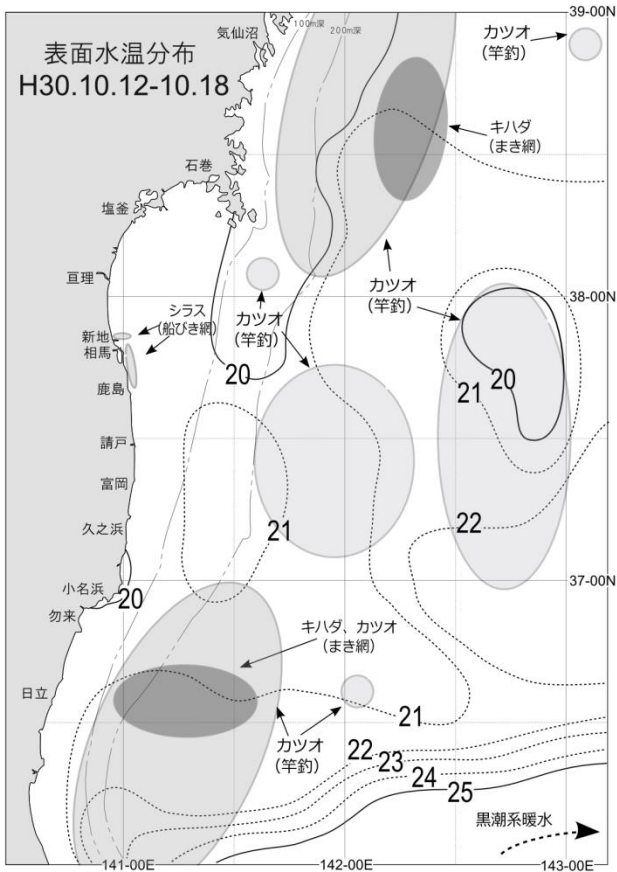 39-00N
気仙沼
100m深
200m深
カツオ
(竿釣)
表面水温分布
H30.10.12-10.18
キハダ
(まき網)
石巻
塩釜
亘理
カツオ
(竿釣)
38-00N
シラス
(船びき網)
カツオ
(竿釣)
新地
相馬
鹿島
20
21
20
請戸
富岡
21
22
久之浜
37-00N
小名浜
20
勿来
キハダ、カツオ
(まき網)
日立
21
カツオ
(竿釣)
22
23
24
25
黒潮系暖水
141-00E
142-00E
143-00E